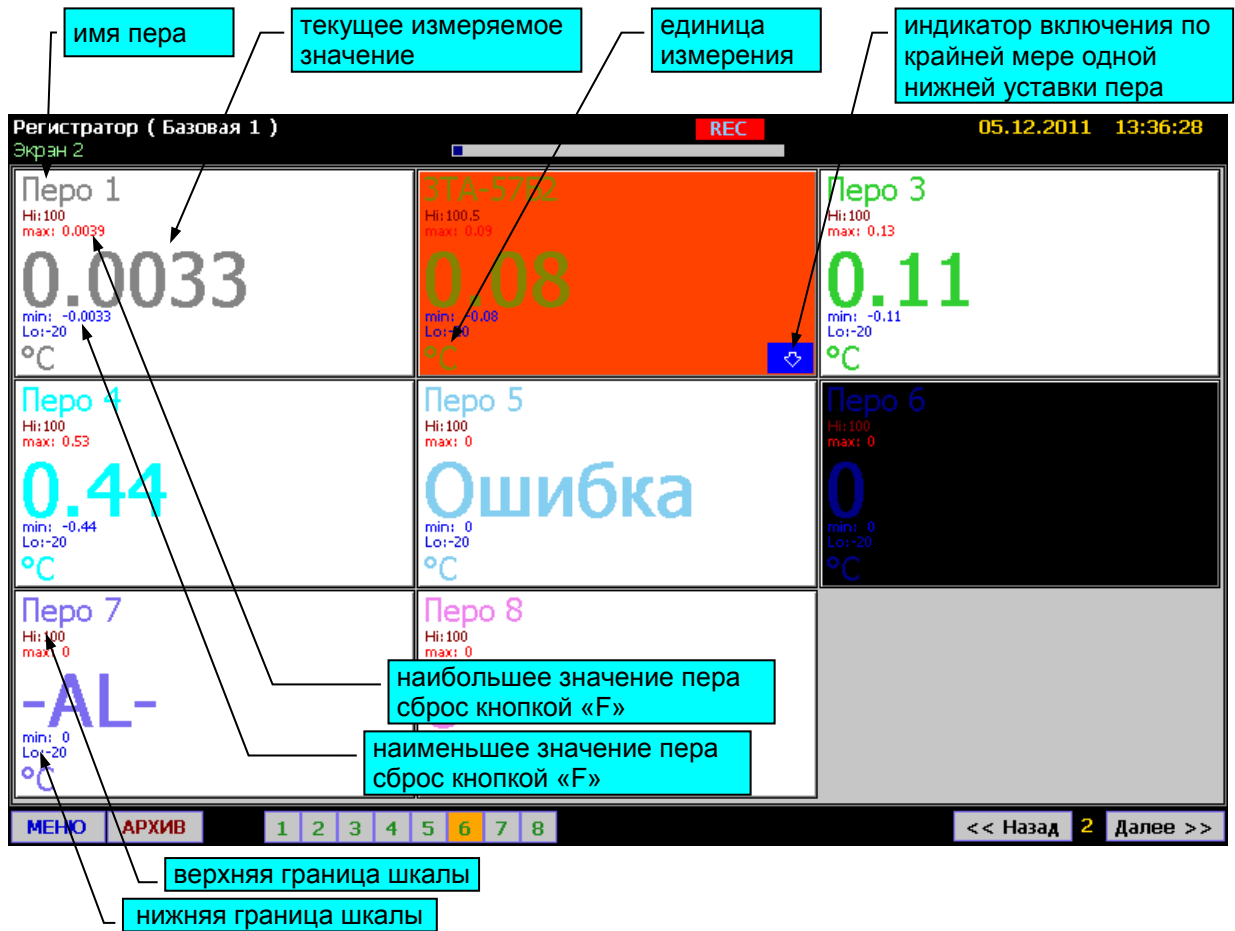 имя пера
текущее измеряемое
значение
единица
измерения
индикатор включения по
крайней мере одной
нижней уставки пера
Регистратор ( Базовая 1 )
REC
05.12.2011 13:36:28
Экран 2
Перо 1
Hi:100
max: 0.0039
0.0033
min: -0.0033
Lo:-20
°C
ЗТА-57Б2
Hi:100.5
max: 0.09
0.08
min: -0.08
°C
Перо 3
Hi:100
max: 0.13
0.11
min: -0.11
Lo:-20
°C
Перо 4
Hi:100
max: 0.53
0.44
min: -0.44
Lo:-20
°C
Перо 5
Hi:100
max: 0
Ошибка
min: 0
Lo:-20
°C
Перо 6
Hi:100
max: 0
0
min: 0
Lo:-20
°C
Перо 7
Hi:100
max: 0
-AL-
min: 0
Lo:-20
°C
Перо 8
Hi:100
max: 0
наибольшее значение пера
сброс кнопкой «F»
наименьшее значение пера
сброс кнопкой «F»
МЕНЮ АРХИВ 1 2 3 4 5 6 7 8 << Назад 2 Далее >>
верхняя граница шкалы
нижняя граница шкалы